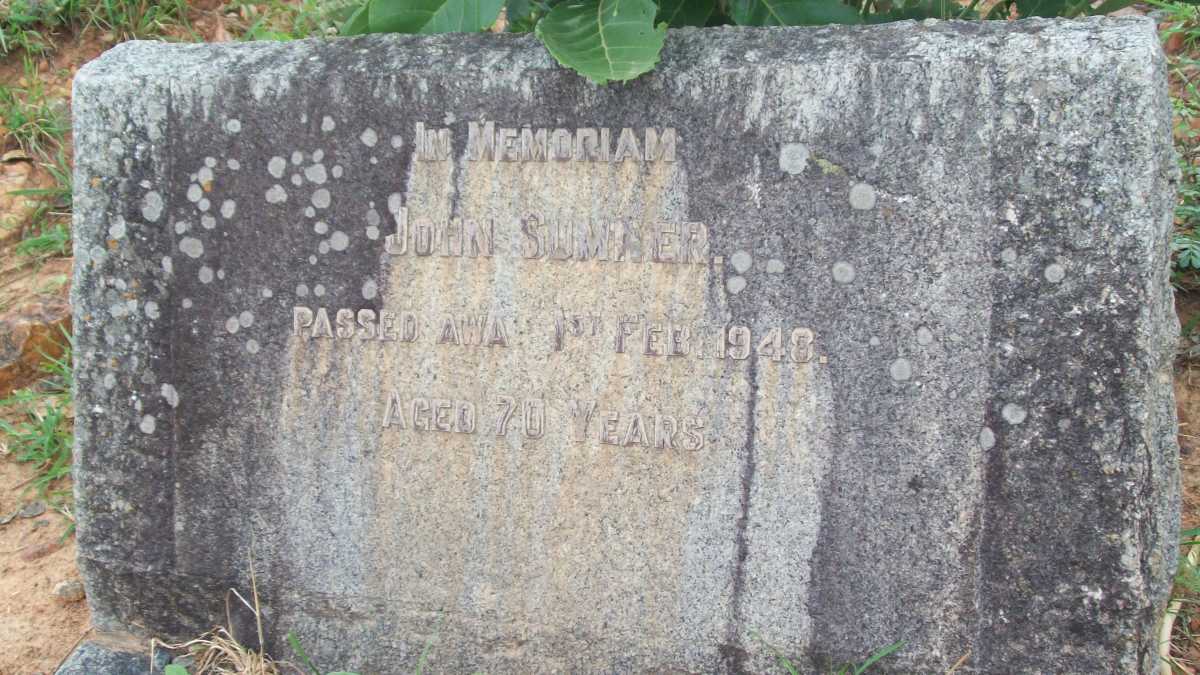 IN MEMORIAM
JOHN SUMNER.
PASSED AWA 1ST FEB. 1948.
AGED 70 YEARS